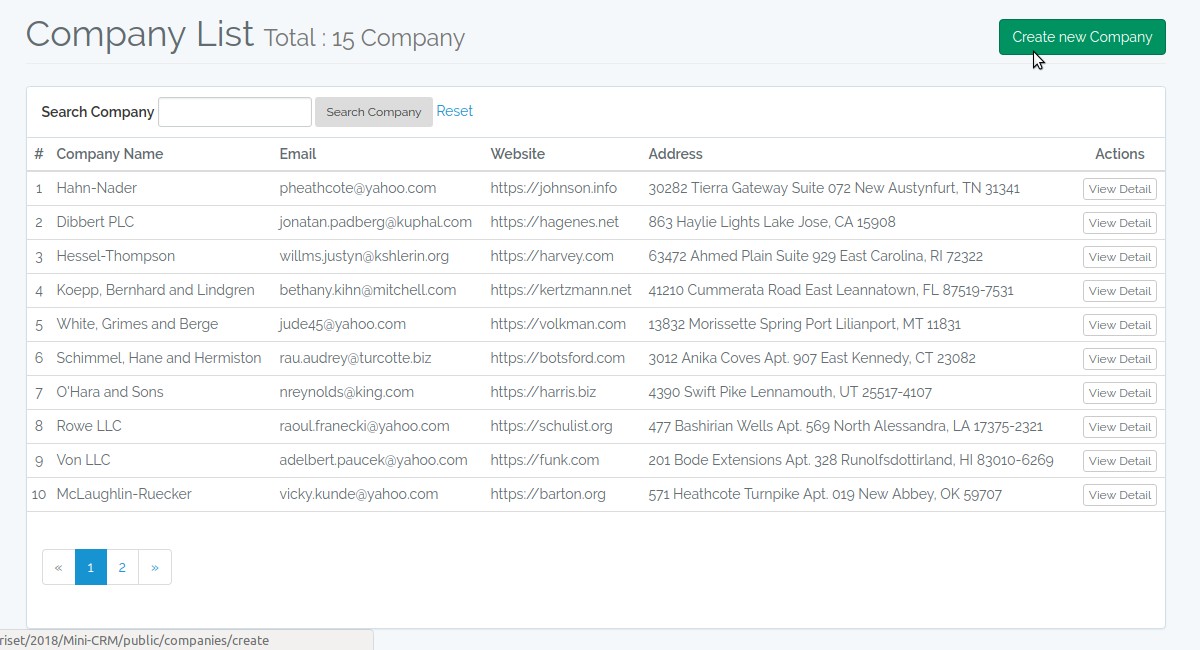 Company List Total : 15 Company
Create new Company
Search Company Search Company Reset
# Company Name Email Website Address Actions
1 Hahn-Nader pheathcote@yahoo.com https://johnson.info 30282 Tierra Gateway Suite 072 New Austynfurt, TN 31341 View Detail
2 Dibbert PLC jonatan.padberg@kuphal.com https://hagenes.net 863 Haylie Lights Lake Jose, CA 15908 View Detail
3 Hessel-Thompson willms.justyn@kshlerin.org https://harvey.com 63472 Ahmed Plain Suite 929 East Carolina, RI 72322 View Detail
4 Koepp, Bernhard and Lindgren bethany.kihn@mitchell.com https://kertzmann.net 41210 Cummerata Road East Leannatown, FL 87519-7531 View Detail
5 White, Grimes and Berge jude45@yahoo.com https://volkman.com 13832 Morissette Spring Port Lilianport, MT 11831 View Detail
6 Schimmel, Hane and Hermiston rau.audrey@turcotte.biz https://botsford.com 3012 Anika Coves Apt. 907 East Kennedy, CT 23082 View Detail
7 O'Hara and Sons nreynolds@king.com https://harris.biz 4390 Swift Pike Lennamouth, UT 25517-4107 View Detail
8 Rowe LLC raoul.franecki@yahoo.com https://schulist.org 477 Bashirian Wells Apt. 569 North Alessandra, LA 17375-2321 View Detail
9 Von LLC adelbert.paucek@yahoo.com https://funk.com 201 Bode Extensions Apt. 328 Runolfsdottirland, HI 83010-6269 View Detail
10 McLaughlin-Ruecker vicky.kunde@yahoo.com https://barton.org 571 Heathcote Turnpike Apt. 019 New Abbey, OK 59707 View Detail
« 1 2 »
riset/2018/Mini-CRM/public/companies/create